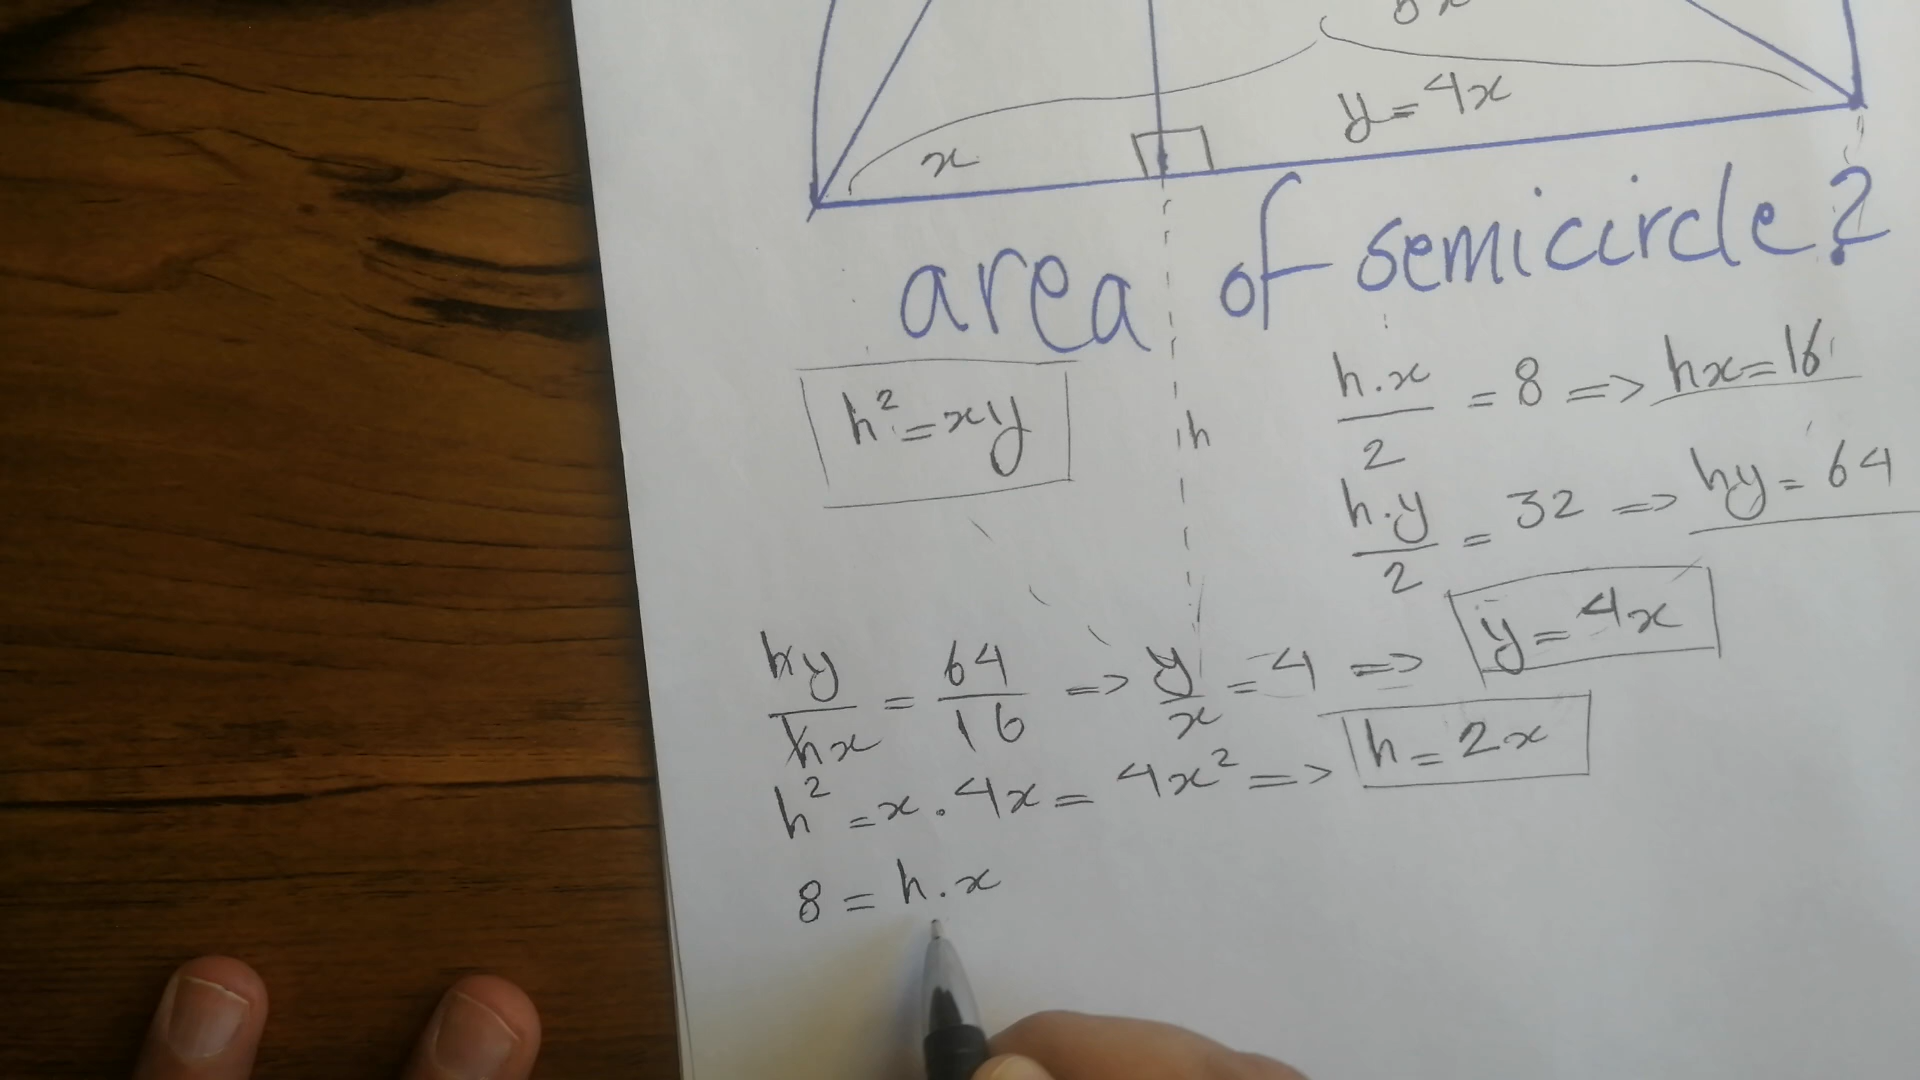 y=4x
x
area of semicircle?
h²=xy
h
h.x/2 = 8 => hx=16
h.y/2 = 32 => hy=64
hy/hx = 64/16 => y/x = 4 => y=4x
h²=x.4x=4x² => h=2x
8 = h.x